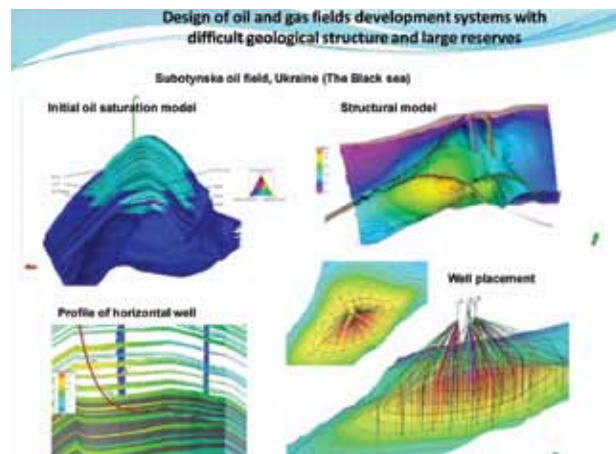 Design of oil and gas fields development systems with
difficult geological structure and large reserves
Subotynske oil field, Ukraine (The Black sea)
Initial oil saturation model
Structural model
Well placement
Profile of horizontal well